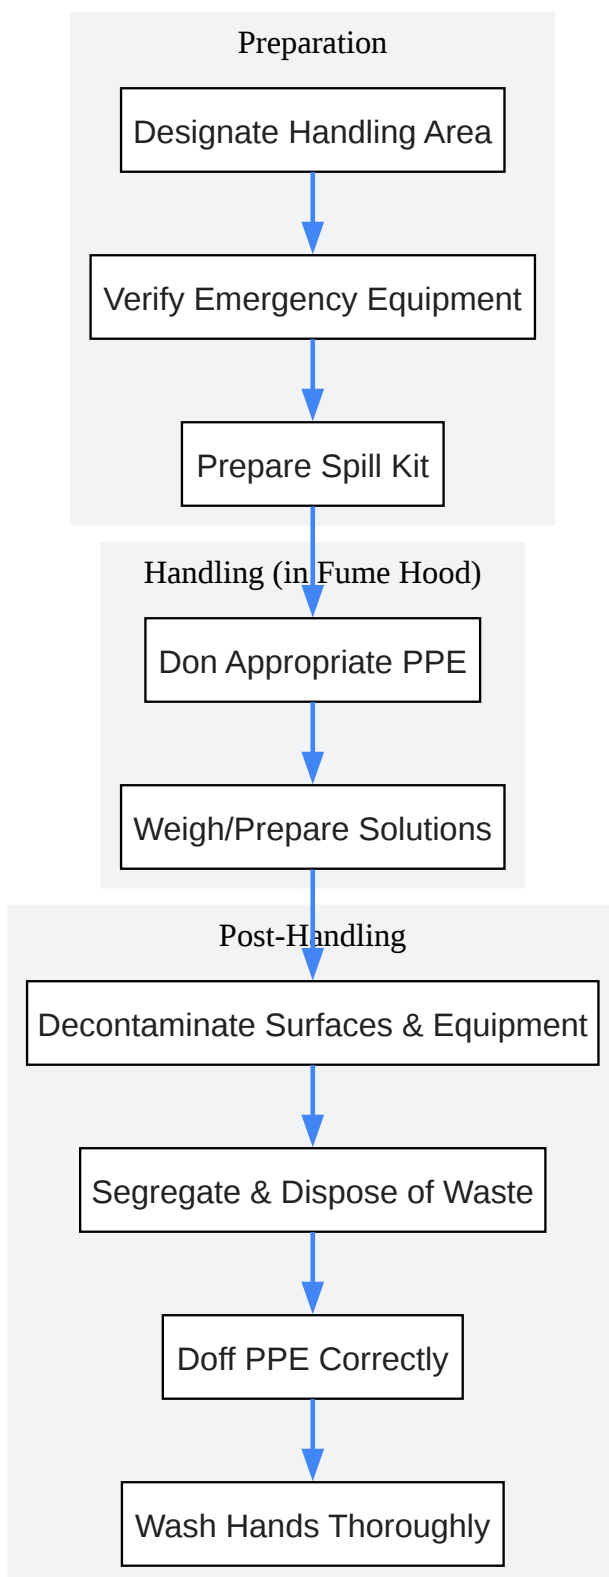 Preparation
Designate Handling Area
Verify Emergency Equipment
Prepare Spill Kit
Handling (in Fume Hood)
Don Appropriate PPE
Weigh/Prepare Solutions
Post-Handling
Decontaminate Surfaces & Equipment
Segregate & Dispose of Waste
Doff PPE Correctly
Wash Hands Thoroughly